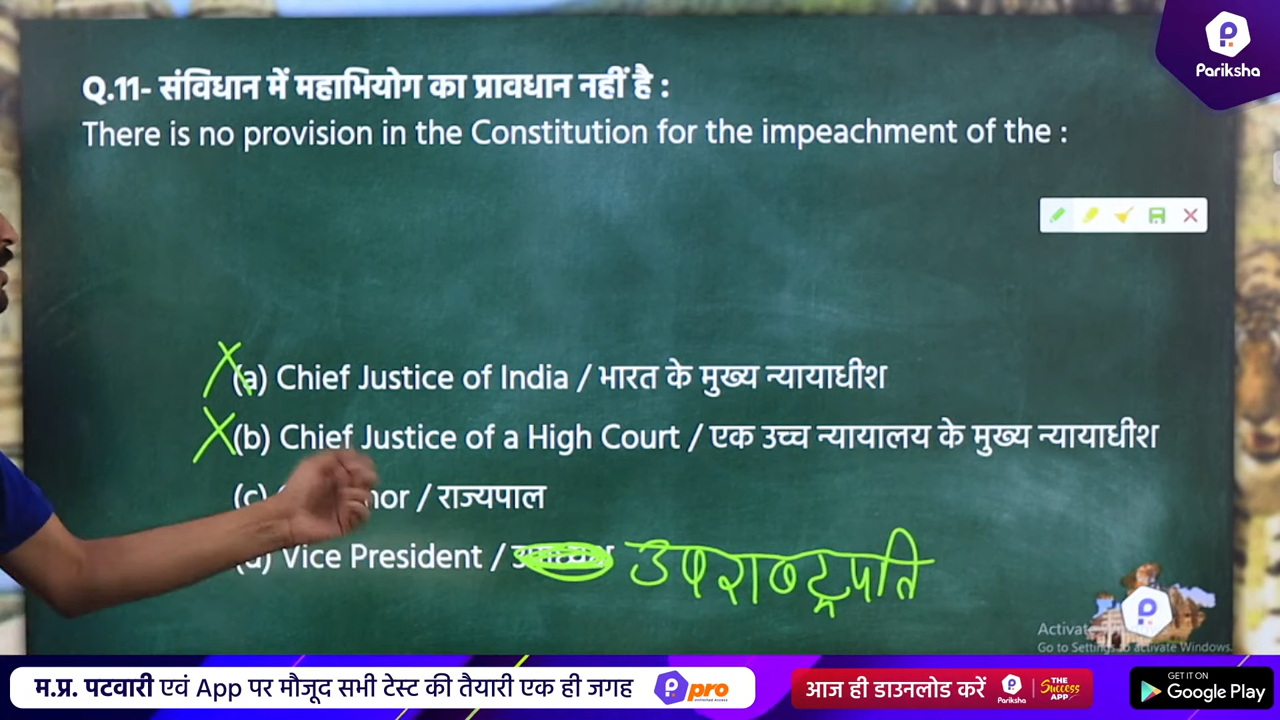 Pariksha
Q.11- संविधान में महाभियोग का प्रावधान नहीं है :
There is no provision in the Constitution for the impeachment of the :
(a) Chief Justice of India / भारत के मुख्य न्यायाधीश
(b) Chief Justice of a High Court / एक उच्च न्यायालय के मुख्य न्यायाधीश
(c) / राज्यपाल
(d) Vice President / उपराष्ट्रपति
Activate
Go to Settings to activate Windows.
म.प्र. पटवारी एवं App पर मौजूद सभी टेस्ट की तैयारी एक ही जगह
pro
आज ही डाउनलोड करें
Pariksha
THE Success APP
GET IT ON
Google Play